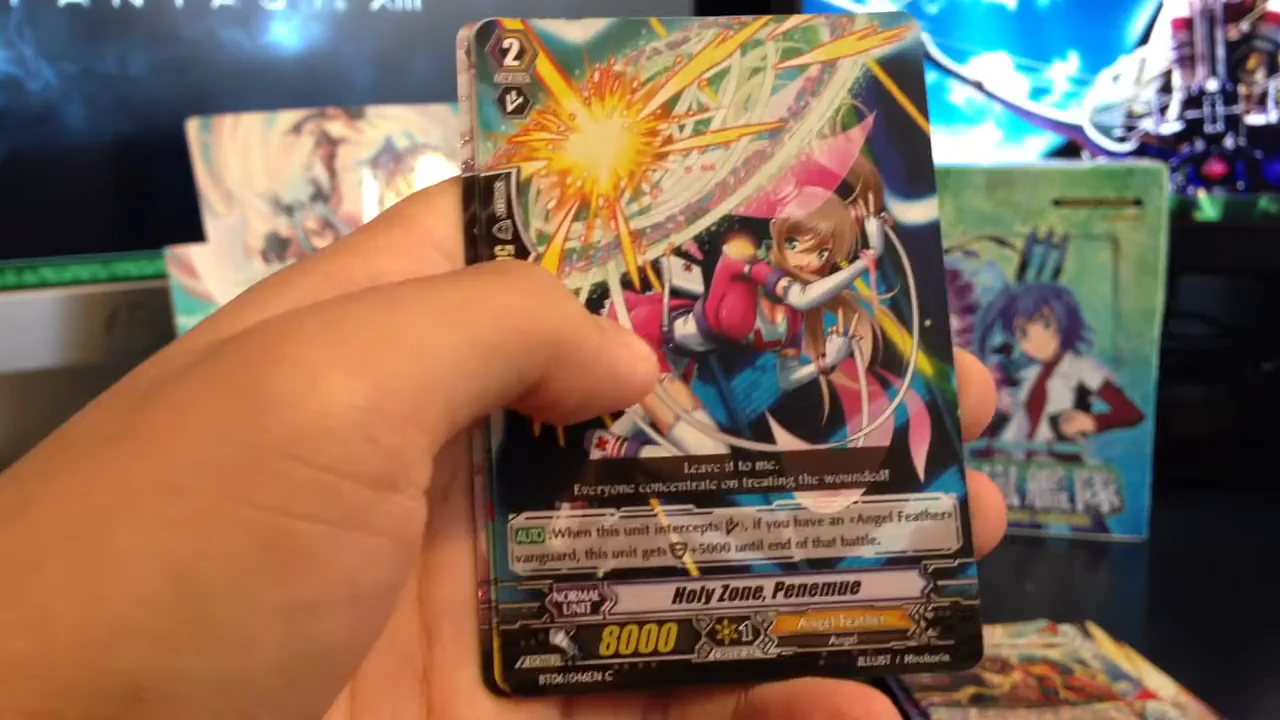 XIII
2
Leave it to me.
Everyone concentrate on treating the wounded!
AUTO :When this unit intercepts, if you have an «Angel Feather»
vanguard, this unit gets +5000 until end of that battle.
NORMAL
UNIT
Holy Zone, Penemue
8000
1
Angel Feather
Angel
BT06/046EN C
ILLUST / Hirokorin